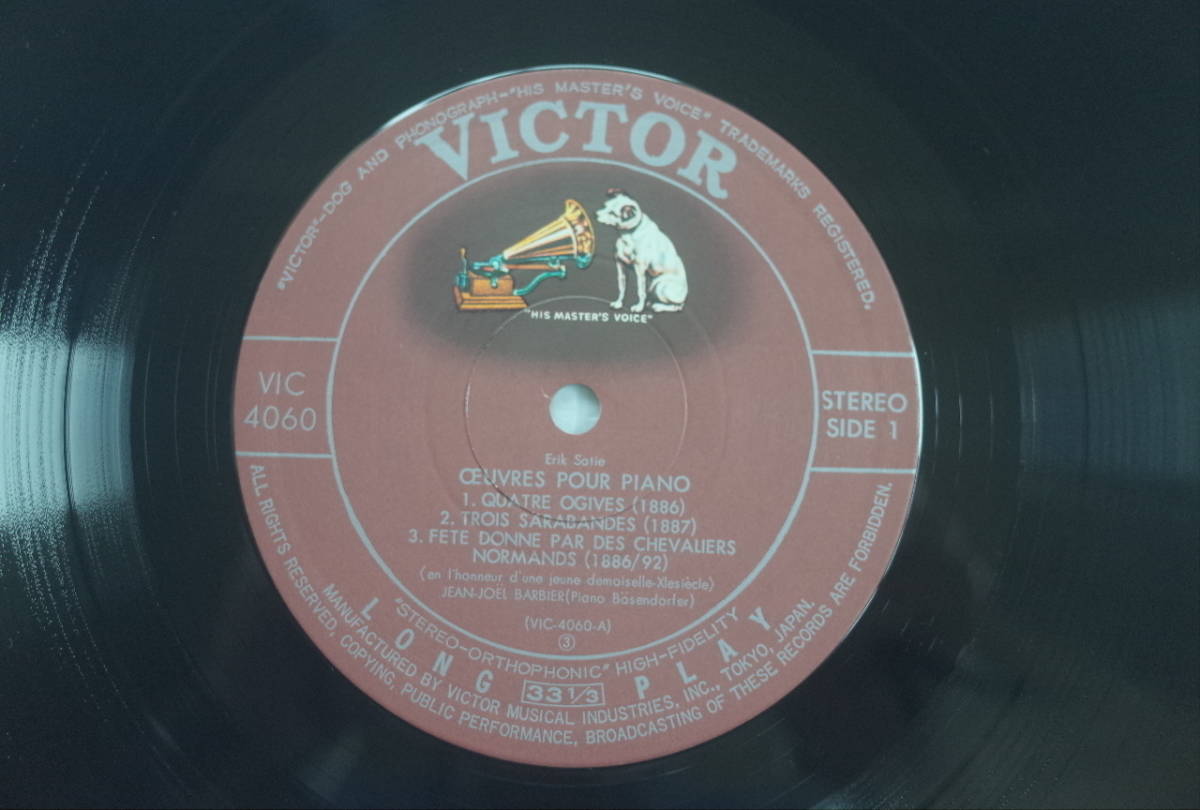 "VICTOR"-DOG AND PHONOGRAPH-"HIS MASTER'S VOICE" TRADEMARKS REGISTERED.
VICTOR
"HIS MASTER'S VOICE"
VIC
4060
STEREO
SIDE 1
Erik Satie
ŒUVRES POUR PIANO
1. QUATRE OGIVES (1886)
2. TROIS SARABANDES (1887)
3. FETE DONNE PAR DES CHEVALIERS
NORMANDS (1886/92)
(en l'honneur d'une jeune demoiselle-XIesiècle)
JEAN-JOËL BARBIER(Piano Bösendorfer)
(VIC-4060-A)
③
"STEREO-ORTHOPHONIC" HIGH-FIDELITY
LONG 33 1/3 PLAY
MANUFACTURED BY VICTOR MUSICAL INDUSTRIES, INC., TOKYO, JAPAN.
ALL RIGHTS RESERVED, COPYING, PUBLIC PERFORMANCE, BROADCASTING OF THESE RECORDS ARE FORBIDDEN.